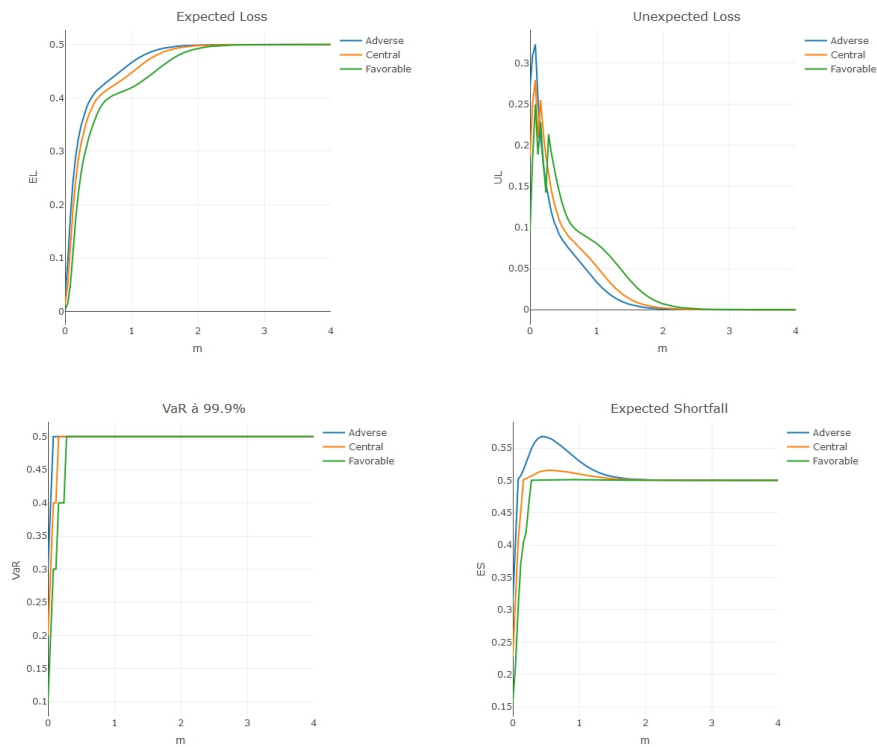 Expected Loss
0.5
0.4
0.3
0.2
0.1
0
EL
0 1 2 3 4
m
Adverse
Central
Favorable
Unexpected Loss
0.3
0.25
0.2
0.15
0.1
0.05
0
UL
0 1 2 3 4
m
Adverse
Central
Favorable
VaR à 99.9%
0.5
0.45
0.4
0.35
0.3
0.25
0.2
0.15
0.1
VaR
0 1 2 3 4
m
Adverse
Central
Favorable
Expected Shortfall
0.55
0.5
0.45
0.4
0.35
0.3
0.25
0.2
0.15
ES
0 1 2 3 4
m
Adverse
Central
Favorable